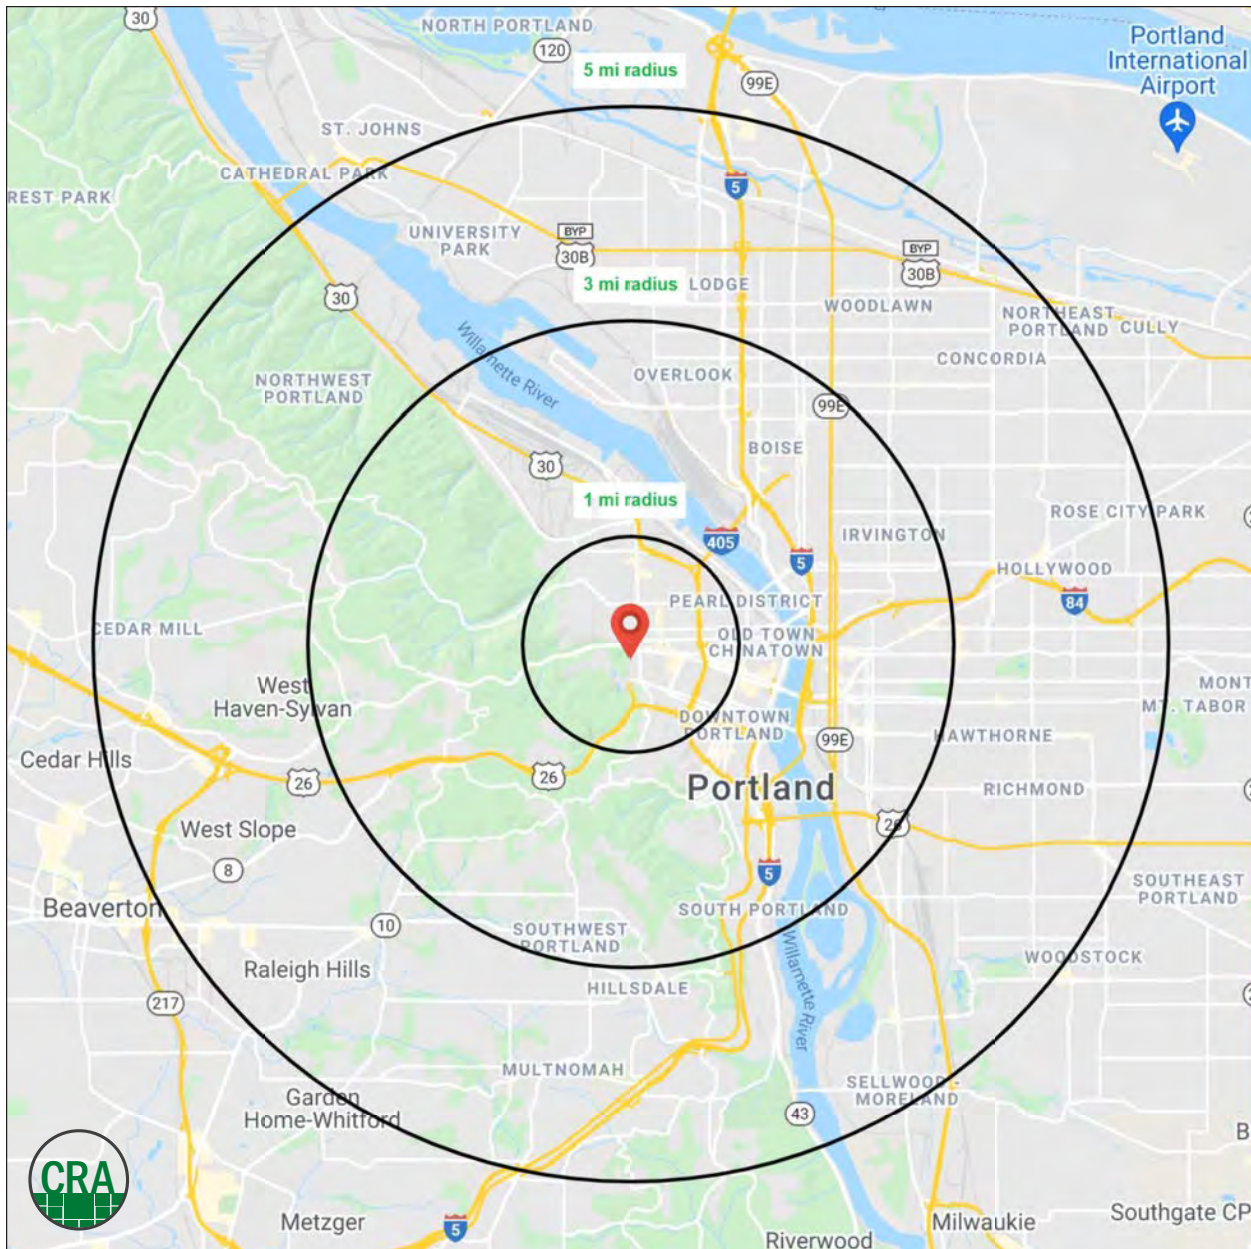 30
NORTH PORTLAND
120
5 mi radius
99E
Portland
International
Airport
ST. JOHNS
CATHEDRAL PARK
REST PARK
5
UNIVERSITY
PARK
BYP
30B
BYP
30B
30
3 mi radius
LODGE
WOODLAWN
NORTHEAST
PORTLAND
CULLY
CONCORDIA
Willamette River
NORTHWEST
PORTLAND
OVERLOOK
99E
BOISE
30
1 mi radius
ROSE CITY PARK
405
IRVINGTON
5
HOLLYWOOD
84
PEARL DISTRICT
CEDAR MILL
OLD TOWN
CHINATOWN
West
Haven-Sylvan
MONT
MT. TABOR
DOWNTOWN
PORTLAND
99E
HAWTHORNE
Cedar Hills
26
26
Portland
RICHMOND
West Slope
26
8
5
SOUTHEAST
PORTLAND
Beaverton
SOUTH PORTLAND
10
SOUTHWEST
PORTLAND
WOODSTOCK
Raleigh Hills
Willamette River
HILLSDALE
217
MULTNOMAH
SELLWOOD -
MORELAND
Garden
Home-Whitford
43
B
CRA
Metzger
5
Milwaukie
Southgate CP
Riverwood